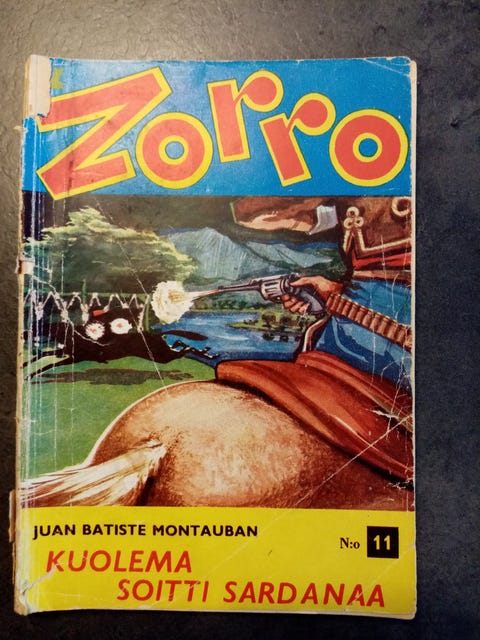 Zorro
JUAN BATISTE MONTAUBAN
N:o 11
KUOLEMA
SOITTI SARDANAA